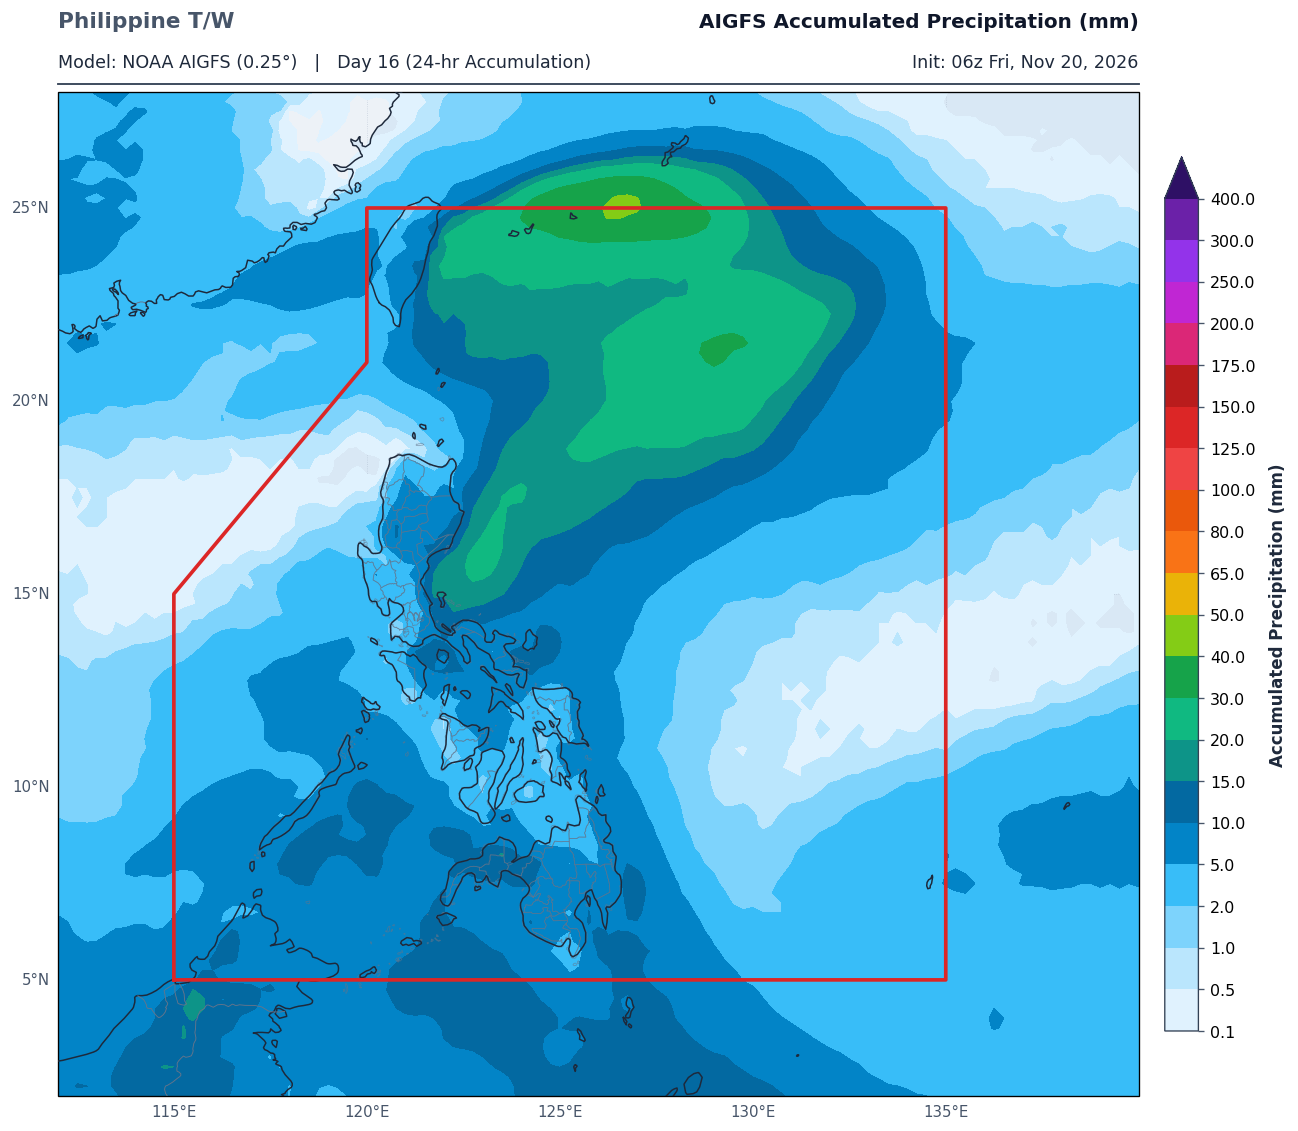 Philippine T/W
AIGFS Accumulated Precipitation (mm)
Model: NOAA AIGFS (0.25°) | Day 16 (24-hr Accumulation)
Init: 06z Fri, Nov 20, 2026
25°N
20°N
15°N
10°N
5°N
115°E
120°E
125°E
130°E
135°E
400.0
300.0
250.0
200.0
175.0
150.0
125.0
100.0
80.0
65.0
50.0
40.0
30.0
20.0
15.0
10.0
5.0
2.0
1.0
0.5
0.1
Accumulated Precipitation (mm)